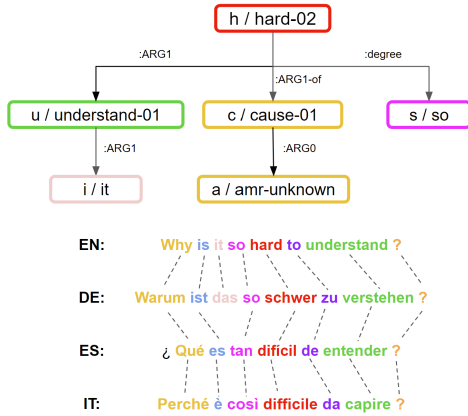 h / hard-02
:ARG1
:ARG1-of
:degree
u / understand-01
c / cause-01
s / so
:ARG1
:ARG0
i / it
a / amr-unknown
EN: Why is it so hard to understand ?
DE: Warum ist das so schwer zu verstehen ?
ES: ¿ Qué es tan difícil de entender ?
IT: Perché è così difficile da capire ?